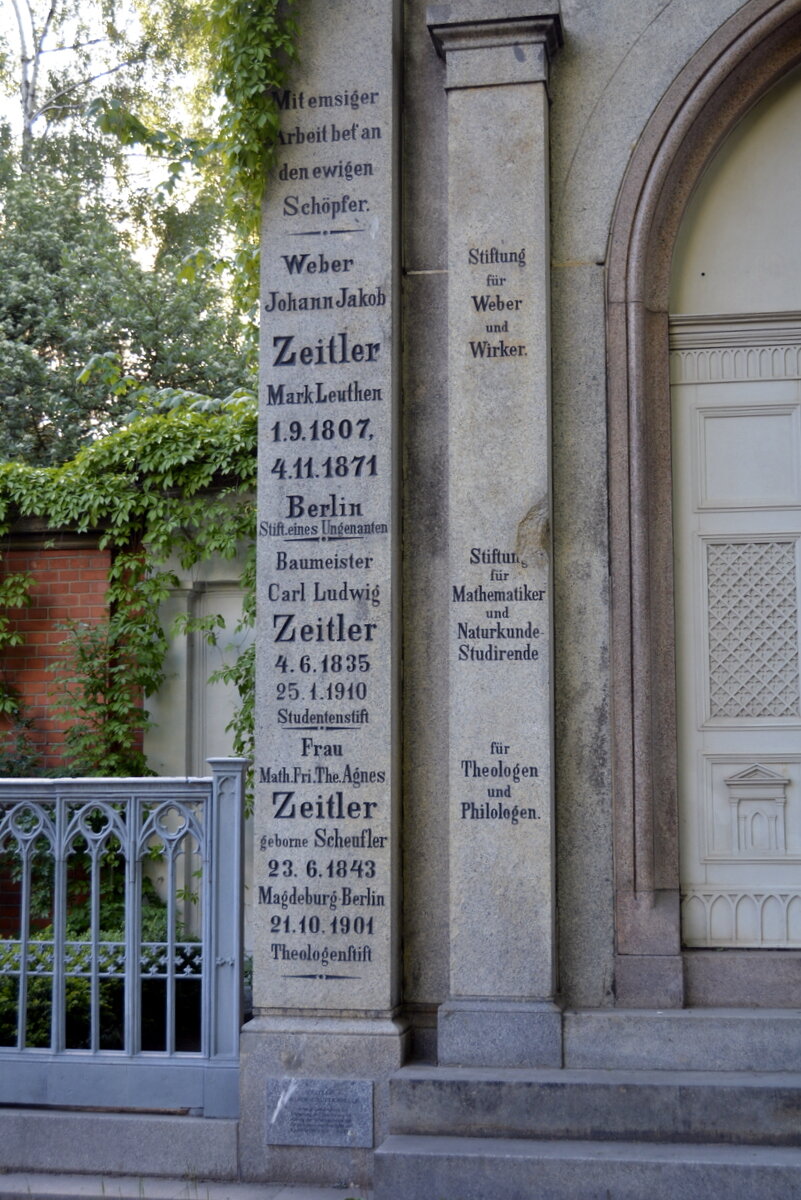 Mit emsiger
Arbeit bet' an
den ewigen
Schöpfer.
Weber
Johann Jakob
Zeitler
Mark Leuthen
1.9.1807,
4.11.1871
Berlin
Stift.eines Ungenanten
Baumeister
Carl Ludwig
Zeitler
4.6.1835
25.1.1910
Studentenstift
Frau
Math.Fri.The.Agnes
Zeitler
geborne Scheufler
23.6.1843
Magdeburg-Berlin
21.10.1901
Theologenstift
Stiftung
für
Weber
und
Wirker.
Stiftung
für
Mathematiker
und
Naturkunde-
Studirende
für
Theologen
und
Philologen.